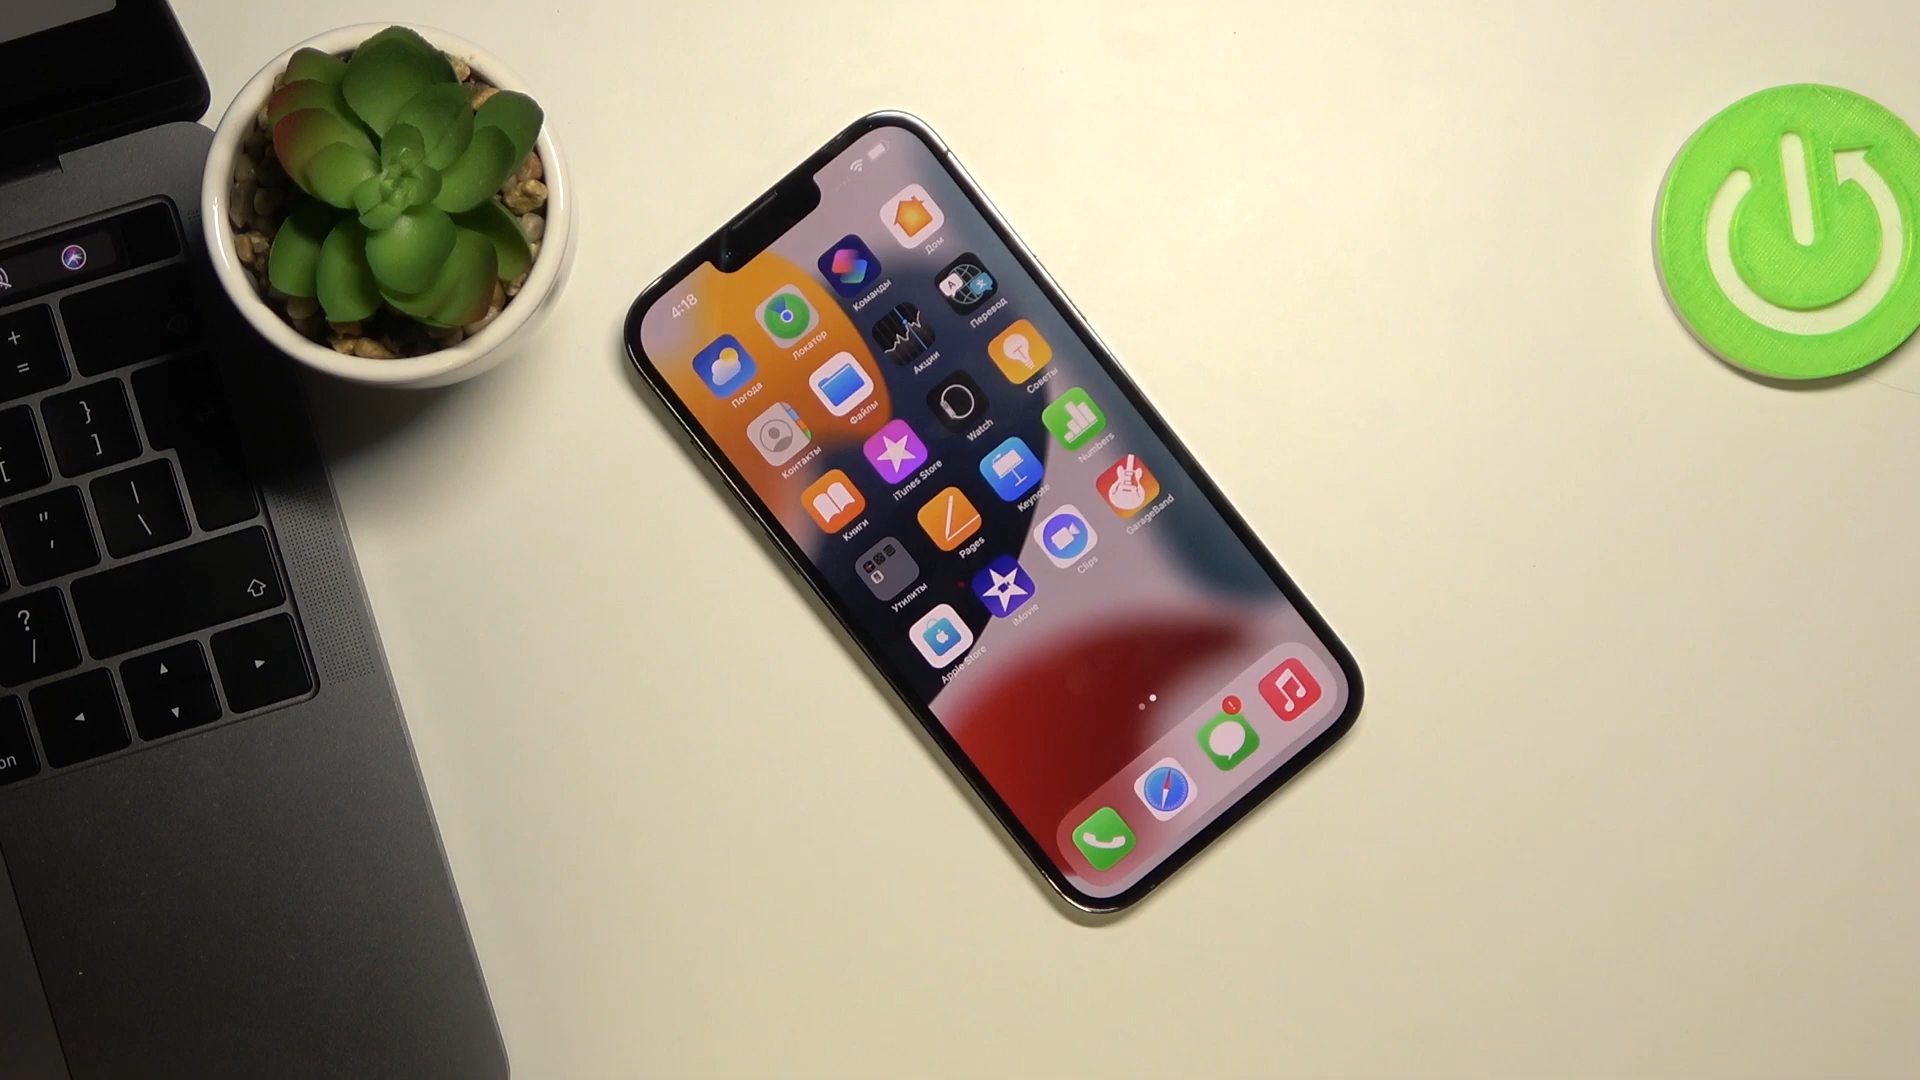 4:18
Погода
Локатор
Команды
Дом
Контакты
Файлы
Акции
Перевод
Книги
iTunes Store
Watch
Советы
Утилиты
Pages
Keynote
Numbers
Apple Store
iMovie
Clips
GarageBand
+
=
}
]
[
"
,
|
\
?
/
on